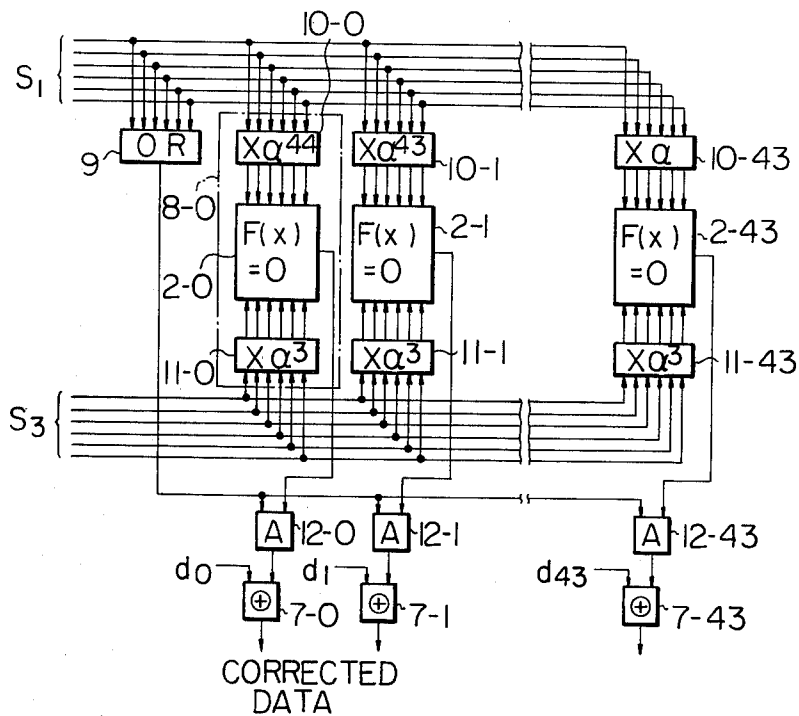 10-0
S1
9 OR Xα44 Xα43 Xα 10-43
10-1
8-0
F(x) =0 F(x) =0 2-1 F(x) =0 2-43
2-0
11-0 Xα3 Xα3 11-1 Xα3 11-43
S3
A 12-0 A 12-1 A 12-43
d0 d1 d43
⊕ 7-0 ⊕ 7-1 ⊕ 7-43
CORRECTED
DATA